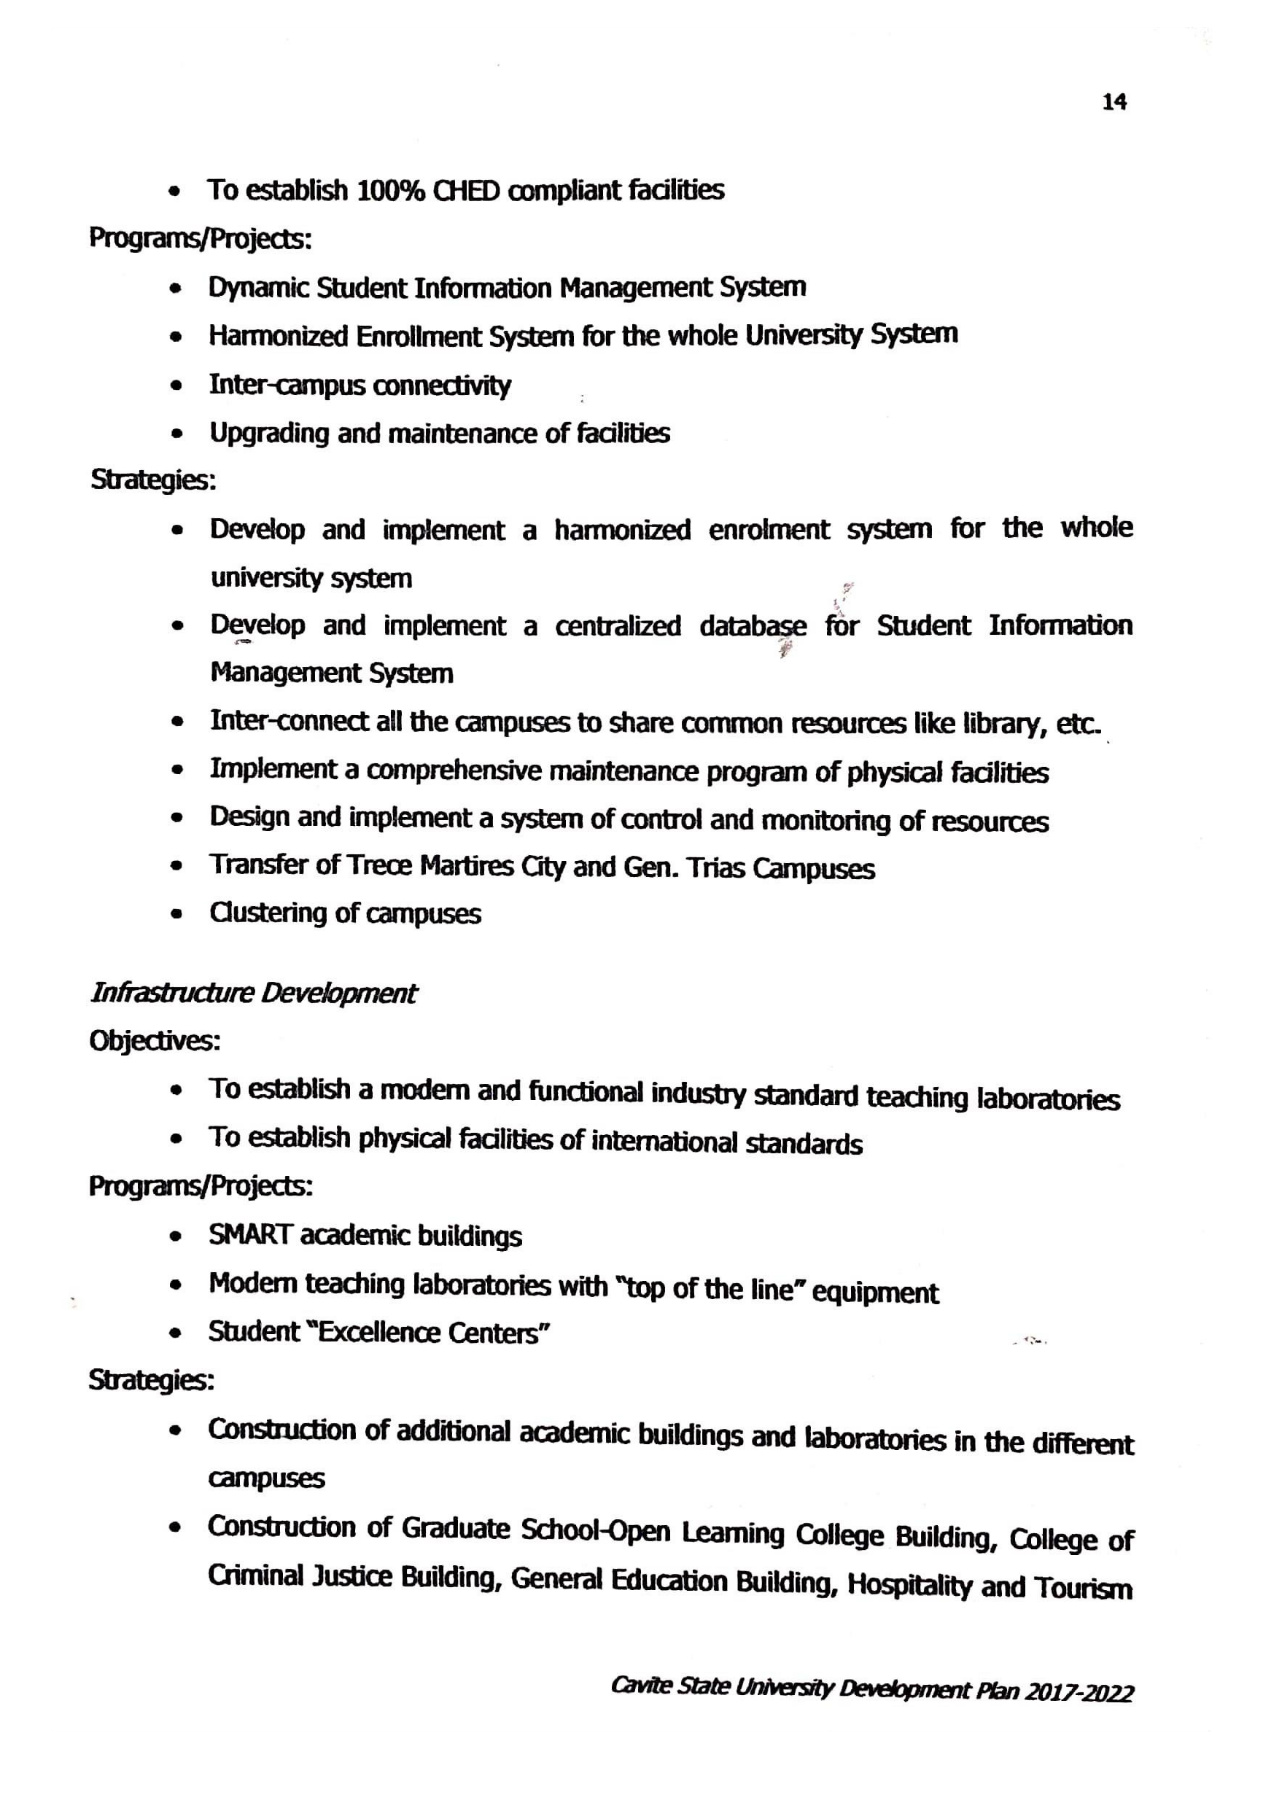 14
• To establish 100% CHED compliant facilities
Programs/Projects:
• Dynamic Student Information Management System
• Harmonized Enrollment System for the whole University System
• Inter-campus connectivity
• Upgrading and maintenance of facilities
Strategies:
• Develop and implement a harmonized enrolment system for the whole
university system
• Develop and implement a centralized database for Student Information
Management System
• Inter-connect all the campuses to share common resources like library, etc.
• Implement a comprehensive maintenance program of physical facilities
• Design and implement a system of control and monitoring of resources
• Transfer of Trece Martires City and Gen. Trias Campuses
• Clustering of campuses
Infrastructure Development
Objectives:
• To establish a modern and functional industry standard teaching laboratories
• To establish physical facilities of international standards
Programs/Projects:
• SMART academic buildings
• Modern teaching laboratories with “top of the line” equipment
• Student “Excellence Centers”
Strategies:
• Construction of additional academic buildings and laboratories in the different
campuses
• Construction of Graduate School-Open Learning College Building, College of
Criminal Justice Building, General Education Building, Hospitality and Tourism
Cavite State University Development Plan 2017-2022